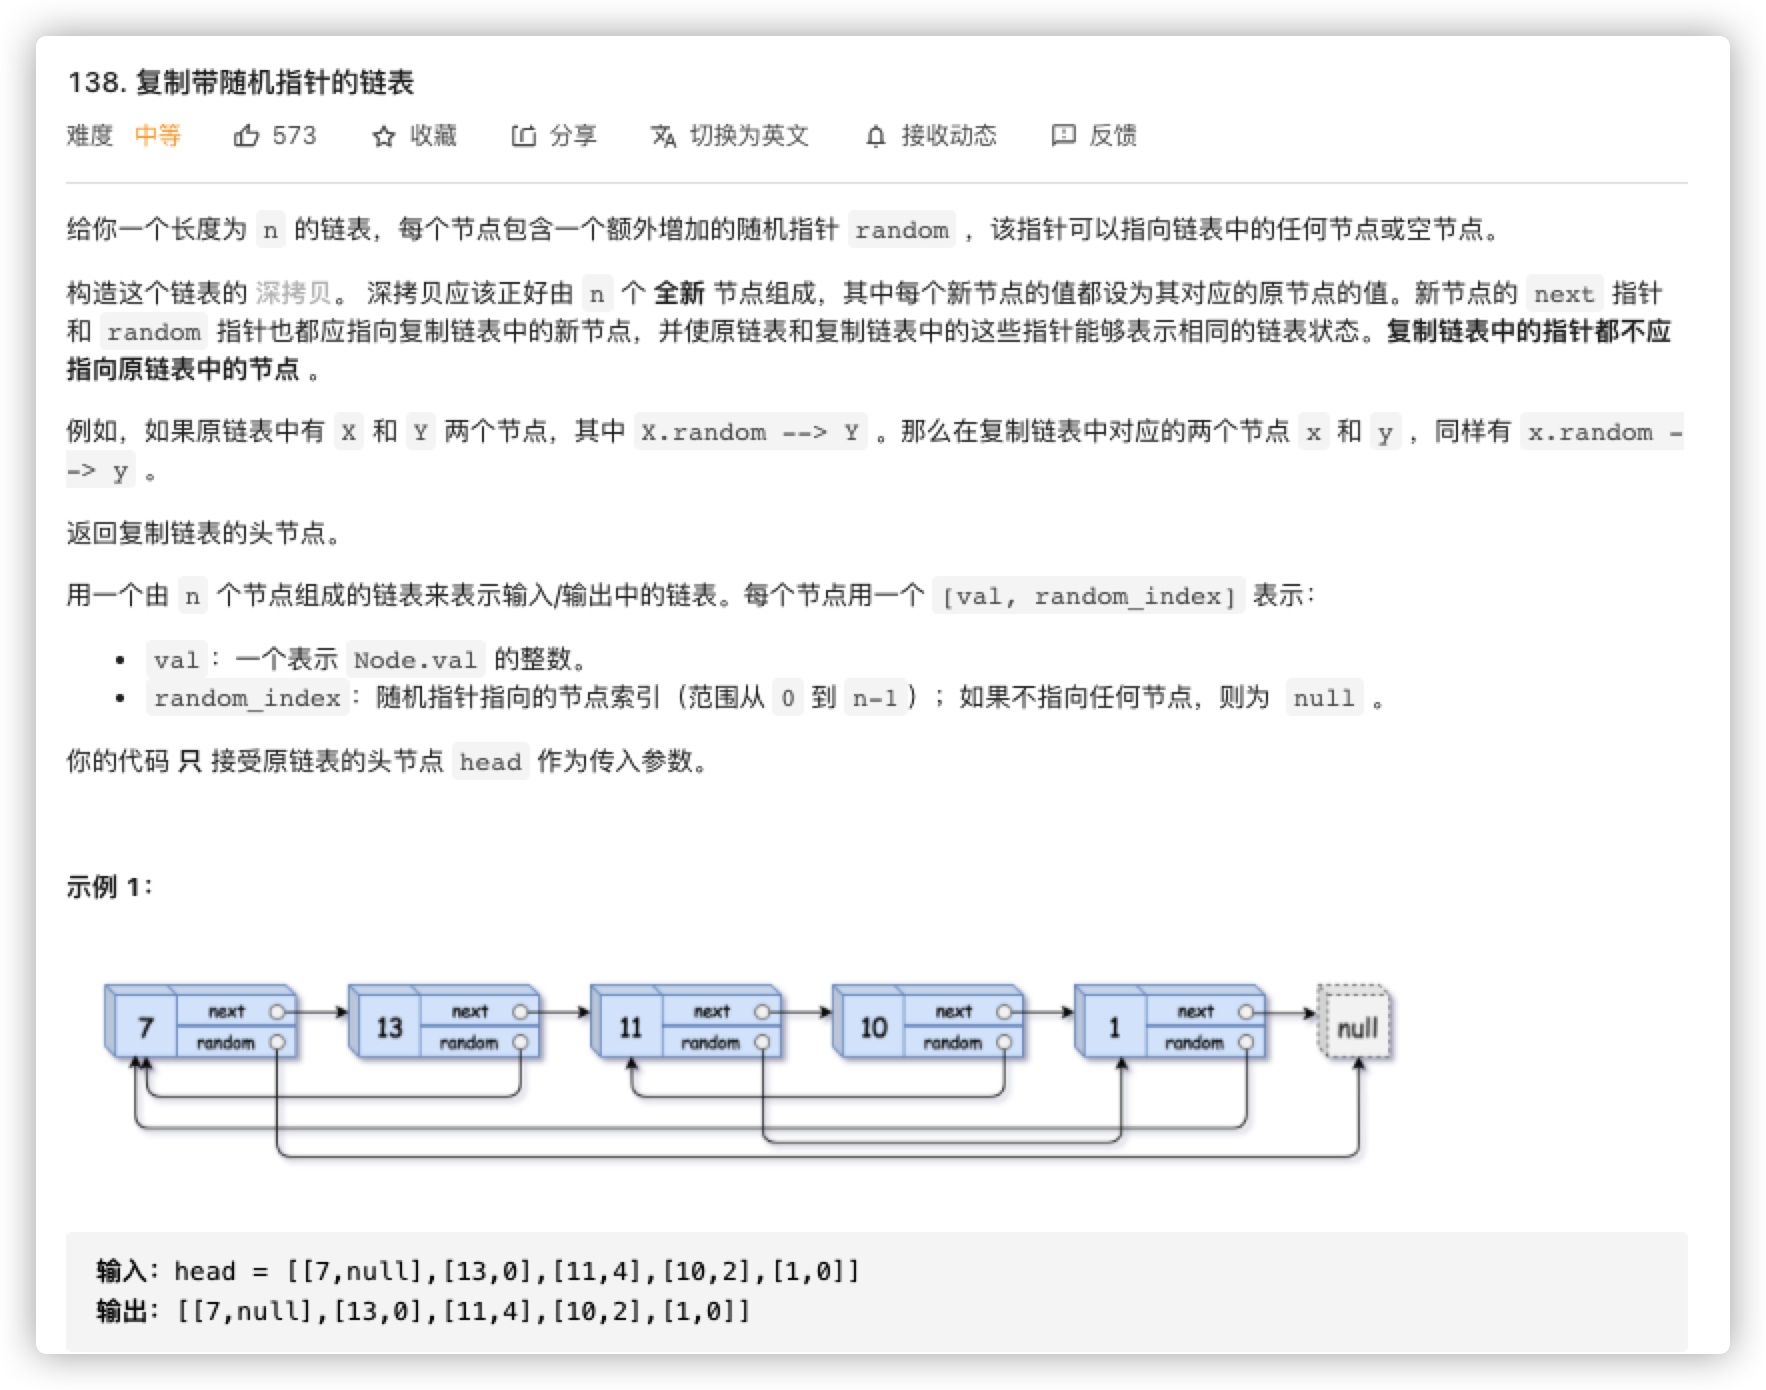 138. 复制带随机指针的链表
难度 中等 573 收藏 分享 切换为英文 接收动态 反馈
给你一个长度为 n 的链表，每个节点包含一个额外增加的随机指针 random ，该指针可以指向链表中的任何节点或空节点。
构造这个链表的 深拷贝。 深拷贝应该正好由 n 个 全新 节点组成，其中每个新节点的值都设为其对应的原节点的值。新节点的 next 指针
和 random 指针也都应指向复制链表中的新节点，并使原链表和复制链表中的这些指针能够表示相同的链表状态。复制链表中的指针都不应
指向原链表中的节点 。
例如，如果原链表中有 X 和 Y 两个节点，其中 X.random --> Y 。那么在复制链表中对应的两个节点 x 和 y ，同样有 x.random -
-> y 。
返回复制链表的头节点。
用一个由 n 个节点组成的链表来表示输入/输出中的链表。每个节点用一个 [val, random_index] 表示：
• val：一个表示 Node.val 的整数。
• random_index：随机指针指向的节点索引（范围从 0 到 n-1）；如果不指向任何节点，则为 null 。
你的代码 只 接受原链表的头节点 head 作为传入参数。
示例 1：
7 next 13 next 11 next 10 next 1 next null
random random random random random
输入：head = [[7,null],[13,0],[11,4],[10,2],[1,0]]
输出：[[7,null],[13,0],[11,4],[10,2],[1,0]]